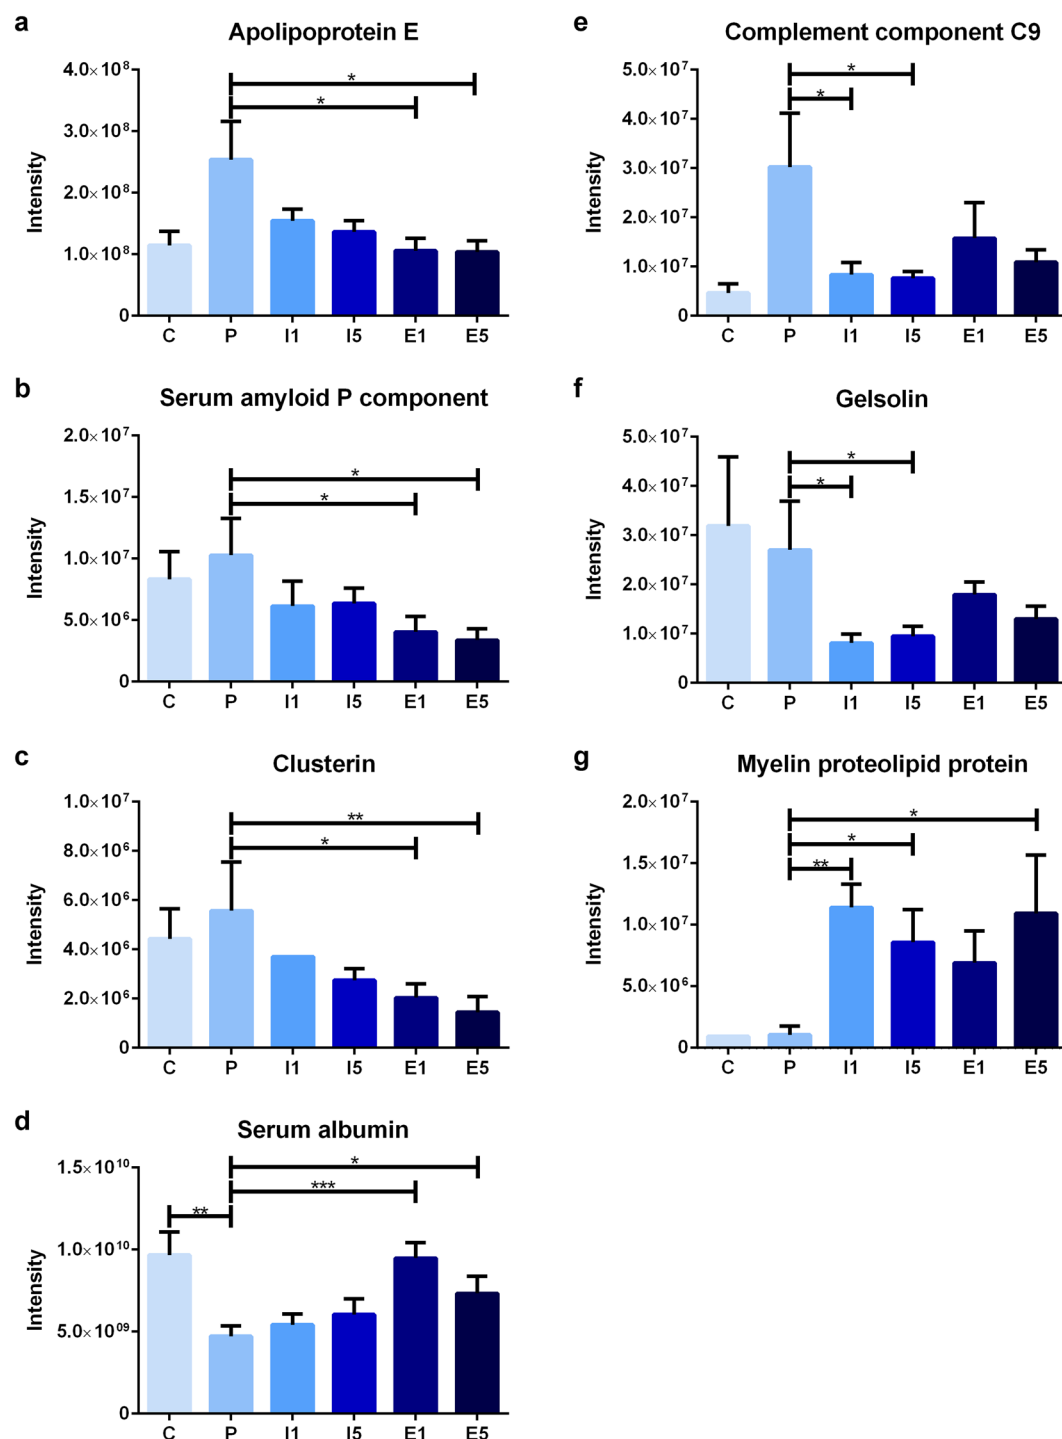 a
Apolipoprotein E
Intensity
4.0×10⁸
3.0×10⁸
2.0×10⁸
1.0×10⁸
0
*
*
C P I1 I5 E1 E5
b
Serum amyloid P component
Intensity
2.0×10⁷
1.5×10⁷
1.0×10⁷
5.0×10⁶
0
*
*
C P I1 I5 E1 E5
c
Clusterin
Intensity
1.0×10⁷
8.0×10⁶
6.0×10⁶
4.0×10⁶
2.0×10⁶
0
**
*
C P I1 I5 E1 E5
d
Serum albumin
Intensity
1.5×10¹⁰
1.0×10¹⁰
5.0×10⁰⁹
0
*
***
**
C P I1 I5 E1 E5
e
Complement component C9
Intensity
5.0×10⁷
4.0×10⁷
3.0×10⁷
2.0×10⁷
1.0×10⁷
0
*
*
C P I1 I5 E1 E5
f
Gelsolin
Intensity
5.0×10⁷
4.0×10⁷
3.0×10⁷
2.0×10⁷
1.0×10⁷
0
*
*
C P I1 I5 E1 E5
g
Myelin proteolipid protein
Intensity
2.0×10⁷
1.5×10⁷
1.0×10⁷
5.0×10⁶
0
*
*
**
C P I1 I5 E1 E5